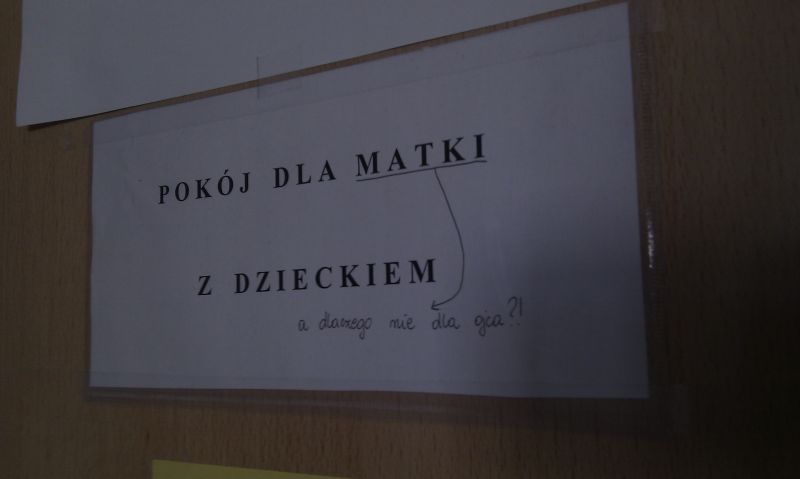 POKÓJ DLA MATKI
Z DZIECKIEM
a dlaczego nie dla ojca?!